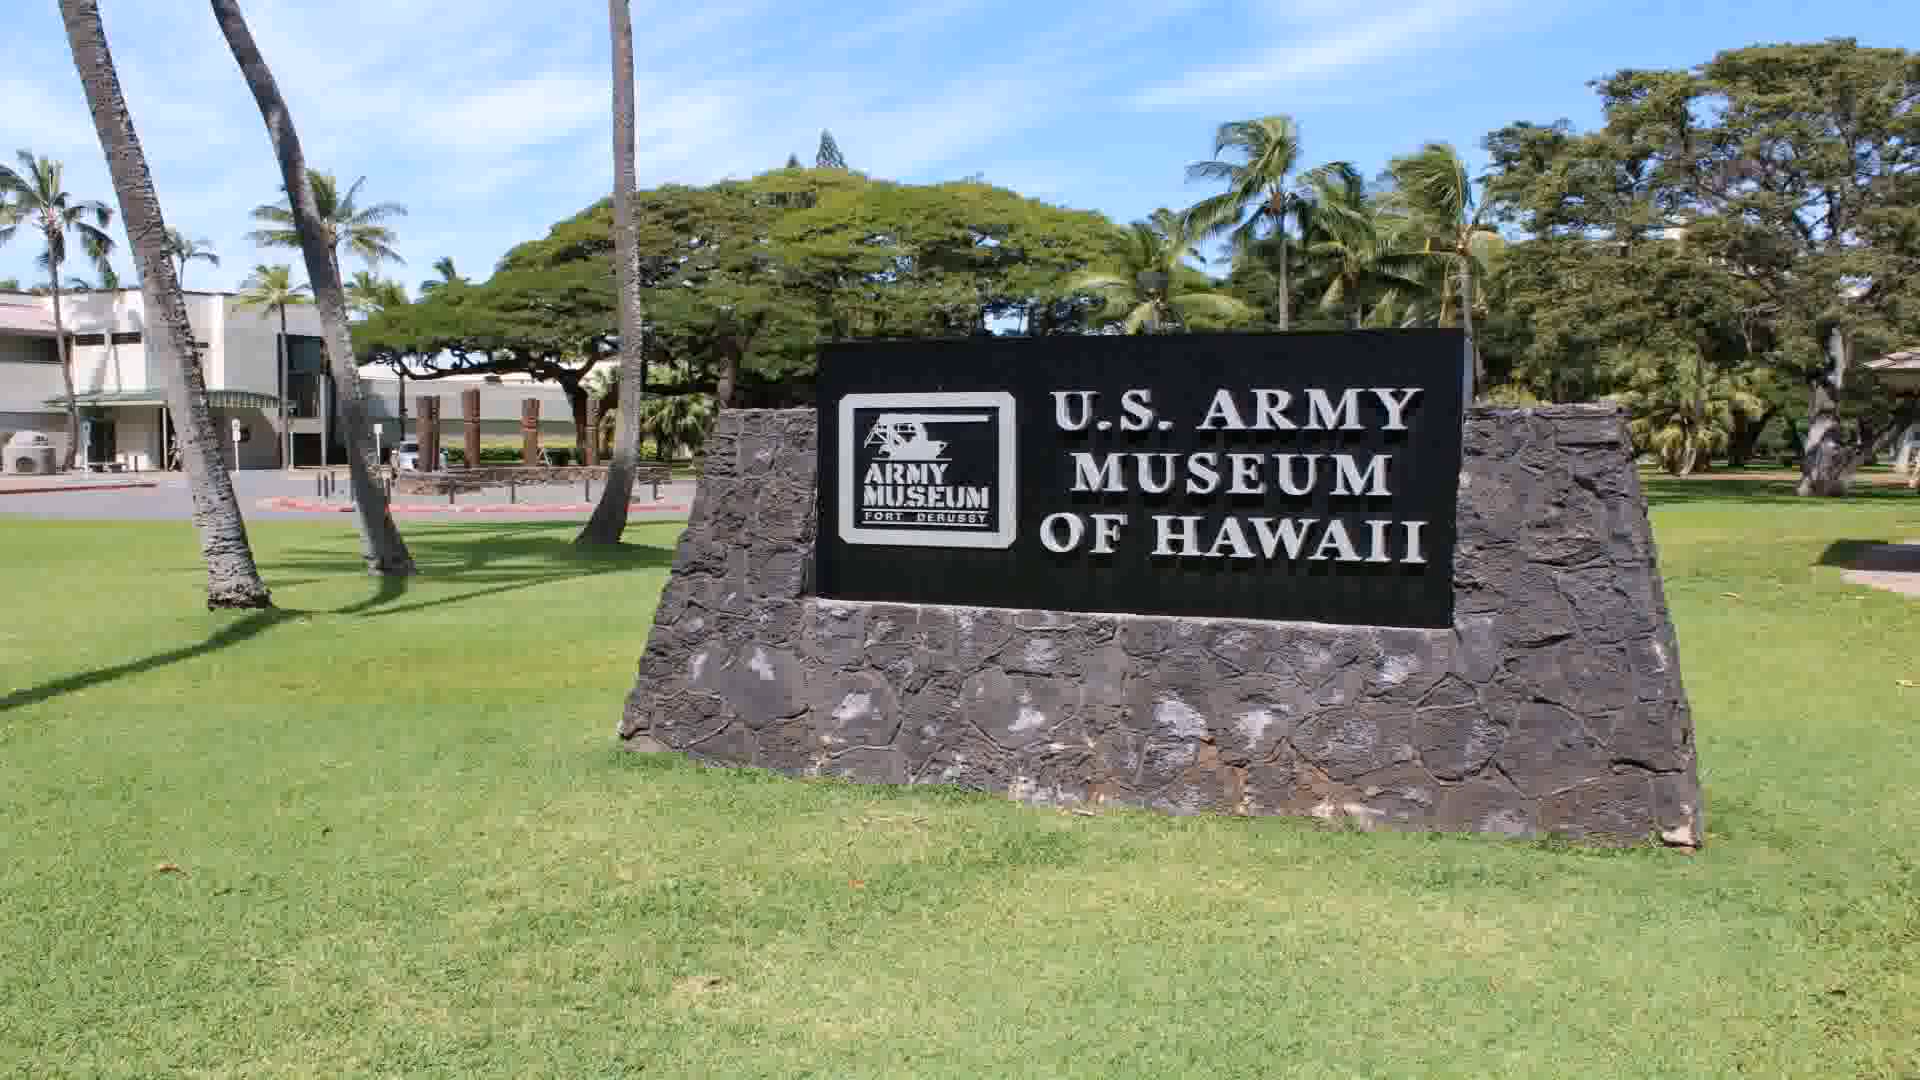 ARMY
MUSEUM
FORT DERUSSY
U.S. ARMY
MUSEUM
OF HAWAII